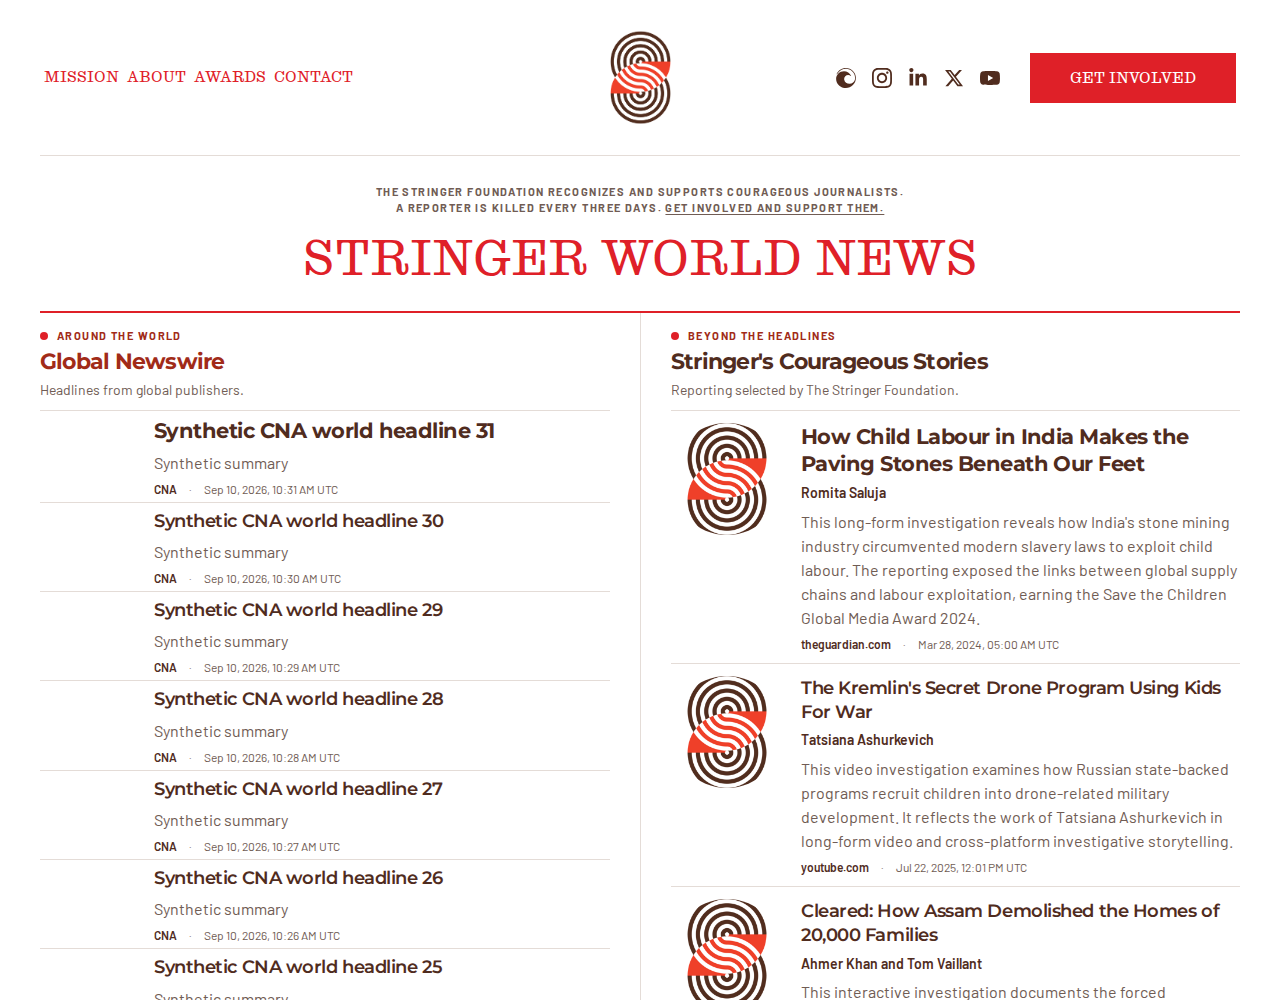 MISSION ABOUT AWARDS CONTACT
GET INVOLVED
THE STRINGER FOUNDATION RECOGNIZES AND SUPPORTS COURAGEOUS JOURNALISTS.
A REPORTER IS KILLED EVERY THREE DAYS. GET INVOLVED AND SUPPORT THEM.
STRINGER WORLD NEWS
AROUND THE WORLD
Global Newswire
Headlines from global publishers.
Synthetic CNA world headline 31
Synthetic summary
CNA · Sep 10, 2026, 10:31 AM UTC
Synthetic CNA world headline 30
Synthetic summary
CNA · Sep 10, 2026, 10:30 AM UTC
Synthetic CNA world headline 29
Synthetic summary
CNA · Sep 10, 2026, 10:29 AM UTC
Synthetic CNA world headline 28
Synthetic summary
CNA · Sep 10, 2026, 10:28 AM UTC
Synthetic CNA world headline 27
Synthetic summary
CNA · Sep 10, 2026, 10:27 AM UTC
Synthetic CNA world headline 26
Synthetic summary
CNA · Sep 10, 2026, 10:26 AM UTC
Synthetic CNA world headline 25
Synthetic summary
BEYOND THE HEADLINES
Stringer's Courageous Stories
Reporting selected by The Stringer Foundation.
How Child Labour in India Makes the
Paving Stones Beneath Our Feet
Romita Saluja
This long-form investigation reveals how India's stone mining
industry circumvented modern slavery laws to exploit child
labour. The reporting exposed the links between global supply
chains and labour exploitation, earning the Save the Children
Global Media Award 2024.
theguardian.com · Mar 28, 2024, 05:00 AM UTC
The Kremlin's Secret Drone Program Using Kids
For War
Tatsiana Ashurkevich
This video investigation examines how Russian state-backed
programs recruit children into drone-related military
development. It reflects the work of Tatsiana Ashurkevich in
long-form video and cross-platform investigative storytelling.
youtube.com · Jul 22, 2025, 12:01 PM UTC
Cleared: How Assam Demolished the Homes of
20,000 Families
Ahmer Khan and Tom Vaillant
This interactive investigation documents the forced